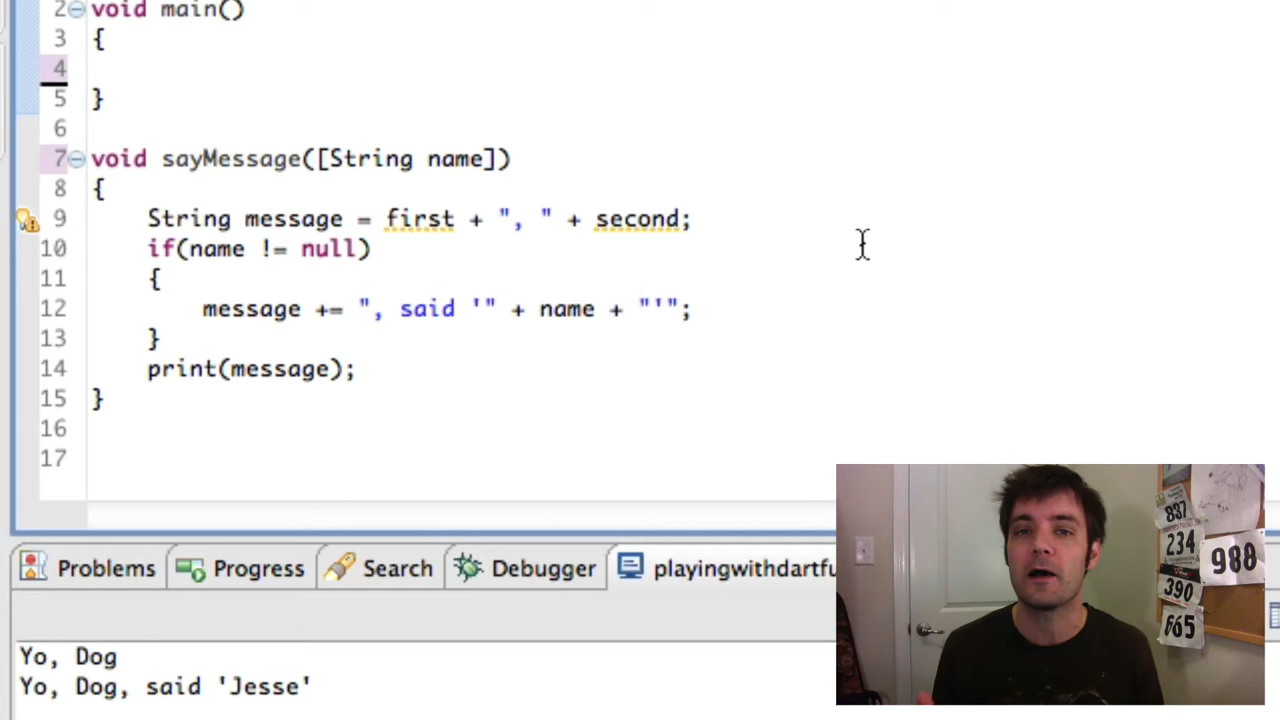 2 void main()
3 {
4
5 }
6
7 void sayMessage([String name])
8 {
9 String message = first + ", " + second;
10 if(name != null)
11 {
12 message += ", said '" + name + "'";
13 }
14 print(message);
15 }
16
17
Problems Progress Search Debugger playingwithdartfu
Yo, Dog
Yo, Dog, said 'Jesse'
837
234
988
390
665